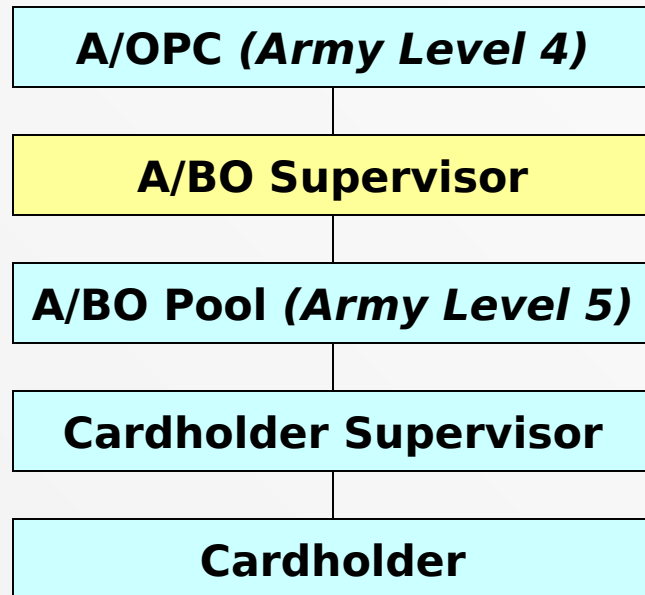 A/OPC (Army Level 4)
A/BO Supervisor
A/BO Pool (Army Level 5)
Cardholder Supervisor
Cardholder